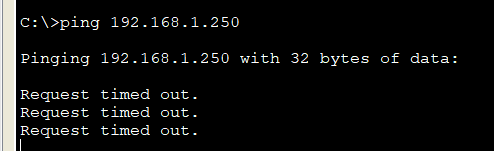 C:\>ping 192.168.1.250
Pinging 192.168.1.250 with 32 bytes of data:
Request timed out.
Request timed out.
Request timed out.